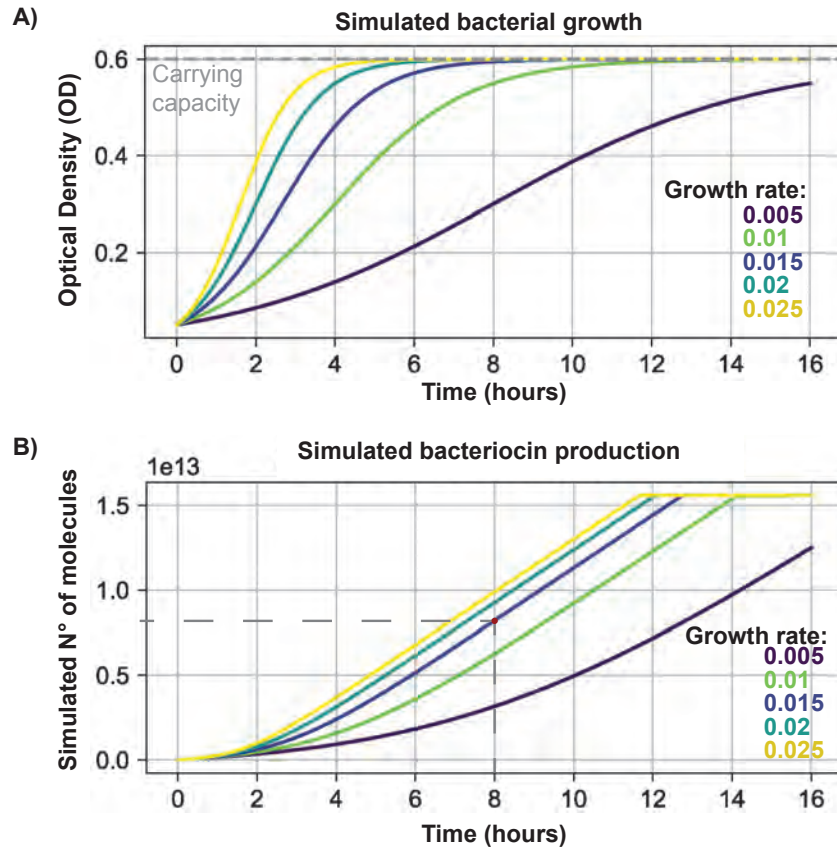 A)
Simulated bacterial growth
0.6
0.4
0.2
Optical Density (OD)
Carrying
capacity
Growth rate:
0.005
0.01
0.015
0.02
0.025
0 2 4 6 8 10 12 14 16
Time (hours)
B)
Simulated bacteriocin production
1e13
1.5
1.0
0.5
0.0
Simulated N° of molecules
Growth rate:
0.005
0.01
0.015
0.02
0.025
0 2 4 6 8 10 12 14 16
Time (hours)